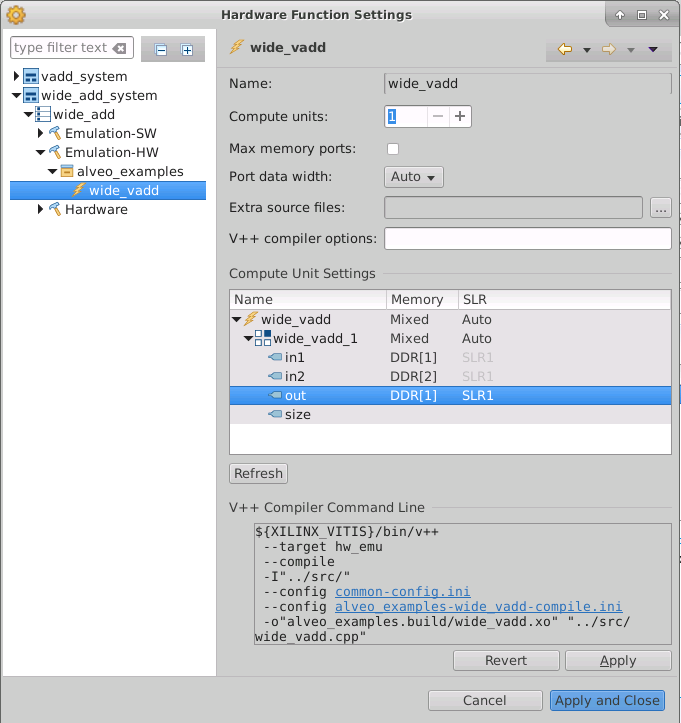 Hardware Function Settings
type filter text
vadd_system
wide_add_system
wide_add
Emulation-SW
Emulation-HW
alveo_examples
wide_vadd
Hardware
wide_vadd
Name: wide_vadd
Compute units: 1
Max memory ports:
Port data width: Auto
Extra source files: ...
V++ compiler options:
Compute Unit Settings
Name Memory SLR
wide_vadd Mixed Auto
wide_vadd_1 Mixed Auto
in1 DDR[1] SLR1
in2 DDR[2] SLR1
out DDR[1] SLR1
size
Refresh
V++ Compiler Command Line
${XILINX_VITIS}/bin/v++
--target hw_emu
--compile
-I"../src/"
--config common-config.ini
--config alveo_examples-wide_vadd-compile.ini
-o"alveo_examples.build/wide_vadd.xo" "../src/
wide_vadd.cpp"
Revert Apply
Cancel Apply and Close